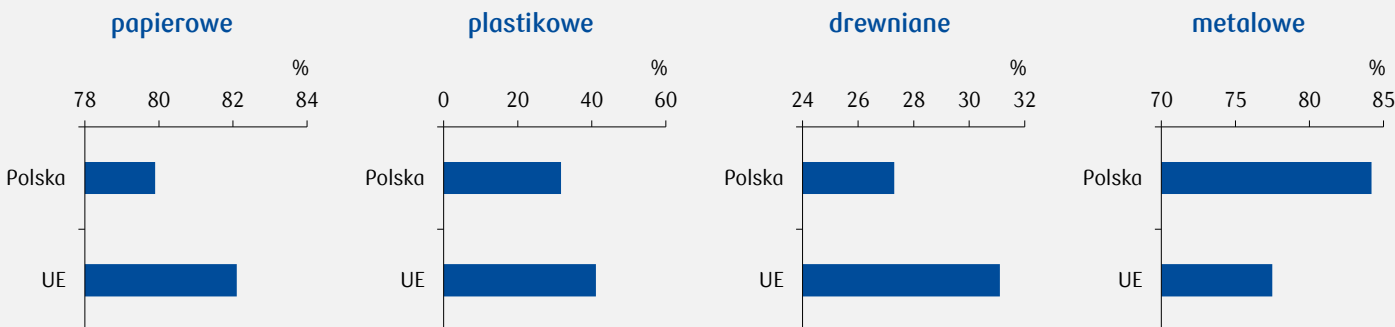 papierowe
%
78 80 82 84
Polska
UE
plastikowe
%
0 20 40 60
Polska
UE
drewniane
%
24 26 28 30 32
Polska
UE
metalowe
%
70 75 80 85
Polska
UE